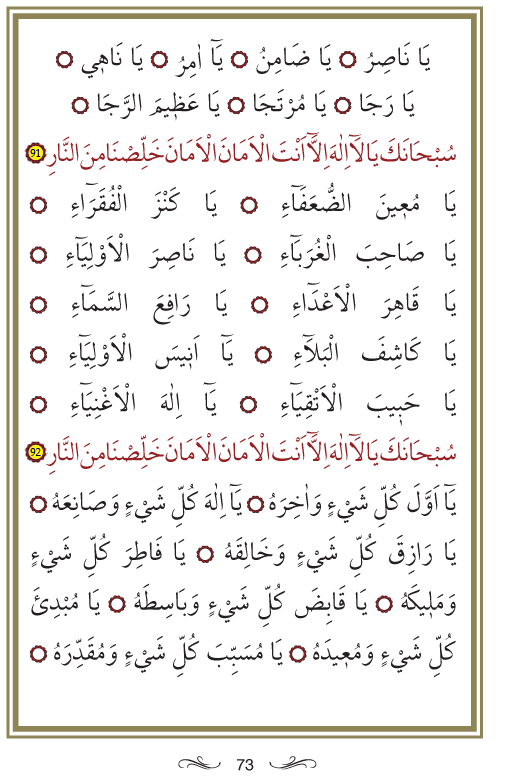 يَا نَاصِرُ ۞ يَا ضَامِنُ ۞ يَٓا اٰمِرُ ۞ يَا نَاه۪ي ۞
يَا رَجَا ۞ يَا مُرْتَجَا ۞ يَا عَظ۪يمَ الرَّجَا ۞
سُبْحَانَكَ يَا لَٓا اِلٰهَ اِلَّٓا اَنْتَ الْاَمَانَ الْاَمَانَ خَلِّصْنَا مِنَ النَّارِ 91
يَا مُع۪ينَ الضُّعَفَٓاءِ ۞ يَا كَنْزَ الْفُقَرَٓاءِ ۞
يَا صَاحِبَ الْغُرَبَٓاءِ ۞ يَا نَاصِرَ الْاَوْلِيَٓاءِ ۞
يَا قَاهِرَ الْاَعْدَٓاءِ ۞ يَا رَافِعَ السَّمَٓاءِ ۞
يَا كَاشِفَ الْبَلَٓاءِ ۞ يَٓا اَن۪يسَ الْاَوْلِيَٓاءِ ۞
يَا حَب۪يبَ الْاَتْقِيَٓاءِ ۞ يَٓا اِلٰهَ الْاَغْنِيَٓاءِ ۞
سُبْحَانَكَ يَا لَٓا اِلٰهَ اِلَّٓا اَنْتَ الْاَمَانَ الْاَمَانَ خَلِّصْنَا مِنَ النَّارِ 92
يَٓا اَوَّلَ كُلِّ شَيْءٍ وَاٰخِرَهُ ۞ يَٓا اِلٰهَ كُلِّ شَيْءٍ وَصَانِعَهُ ۞
يَا رَازِقَ كُلِّ شَيْءٍ وَخَالِقَهُ ۞ يَا فَاطِرَ كُلِّ شَيْءٍ
وَمَل۪يكَهُ ۞ يَا قَابِضَ كُلِّ شَيْءٍ وَبَاسِطَهُ ۞ يَا مُبْدِئَ
كُلِّ شَيْءٍ وَمُع۪يدَهُ ۞ يَا مُسَبِّبَ كُلِّ شَيْءٍ وَمُقَدِّرَهُ ۞
73